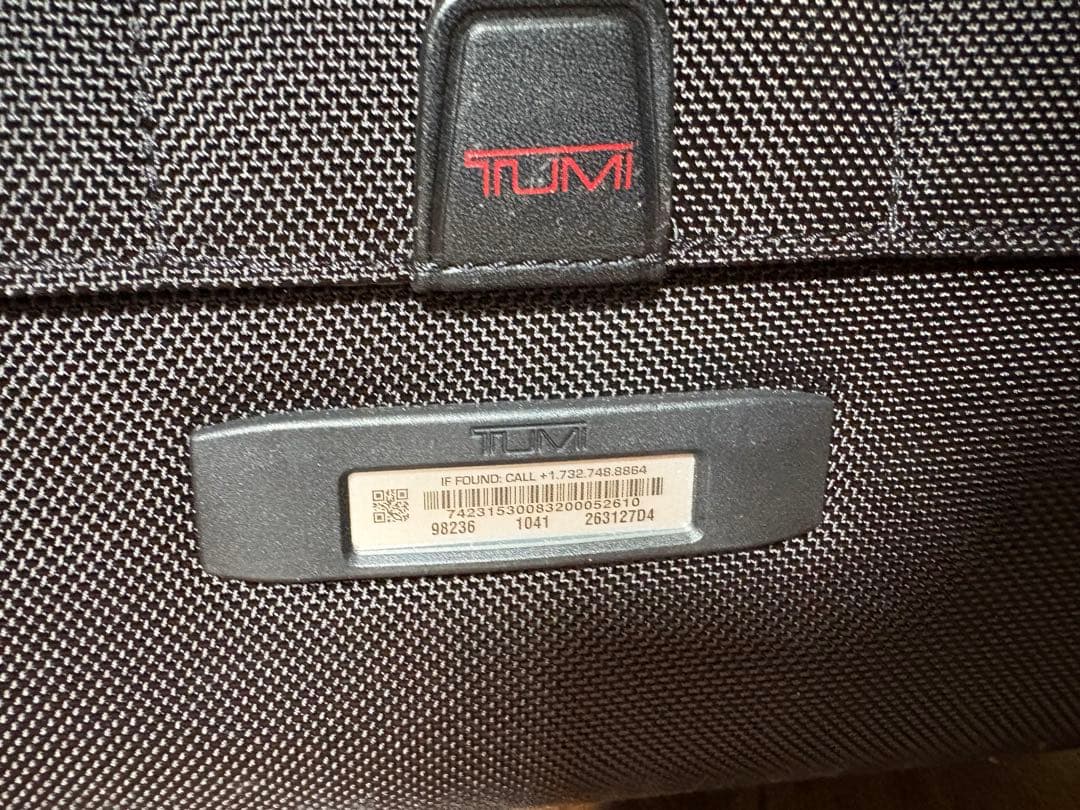 TUMI
TUMI
IF FOUND: CALL +1.732.748.8864
74231530083200052610
98236 1041 263127D4